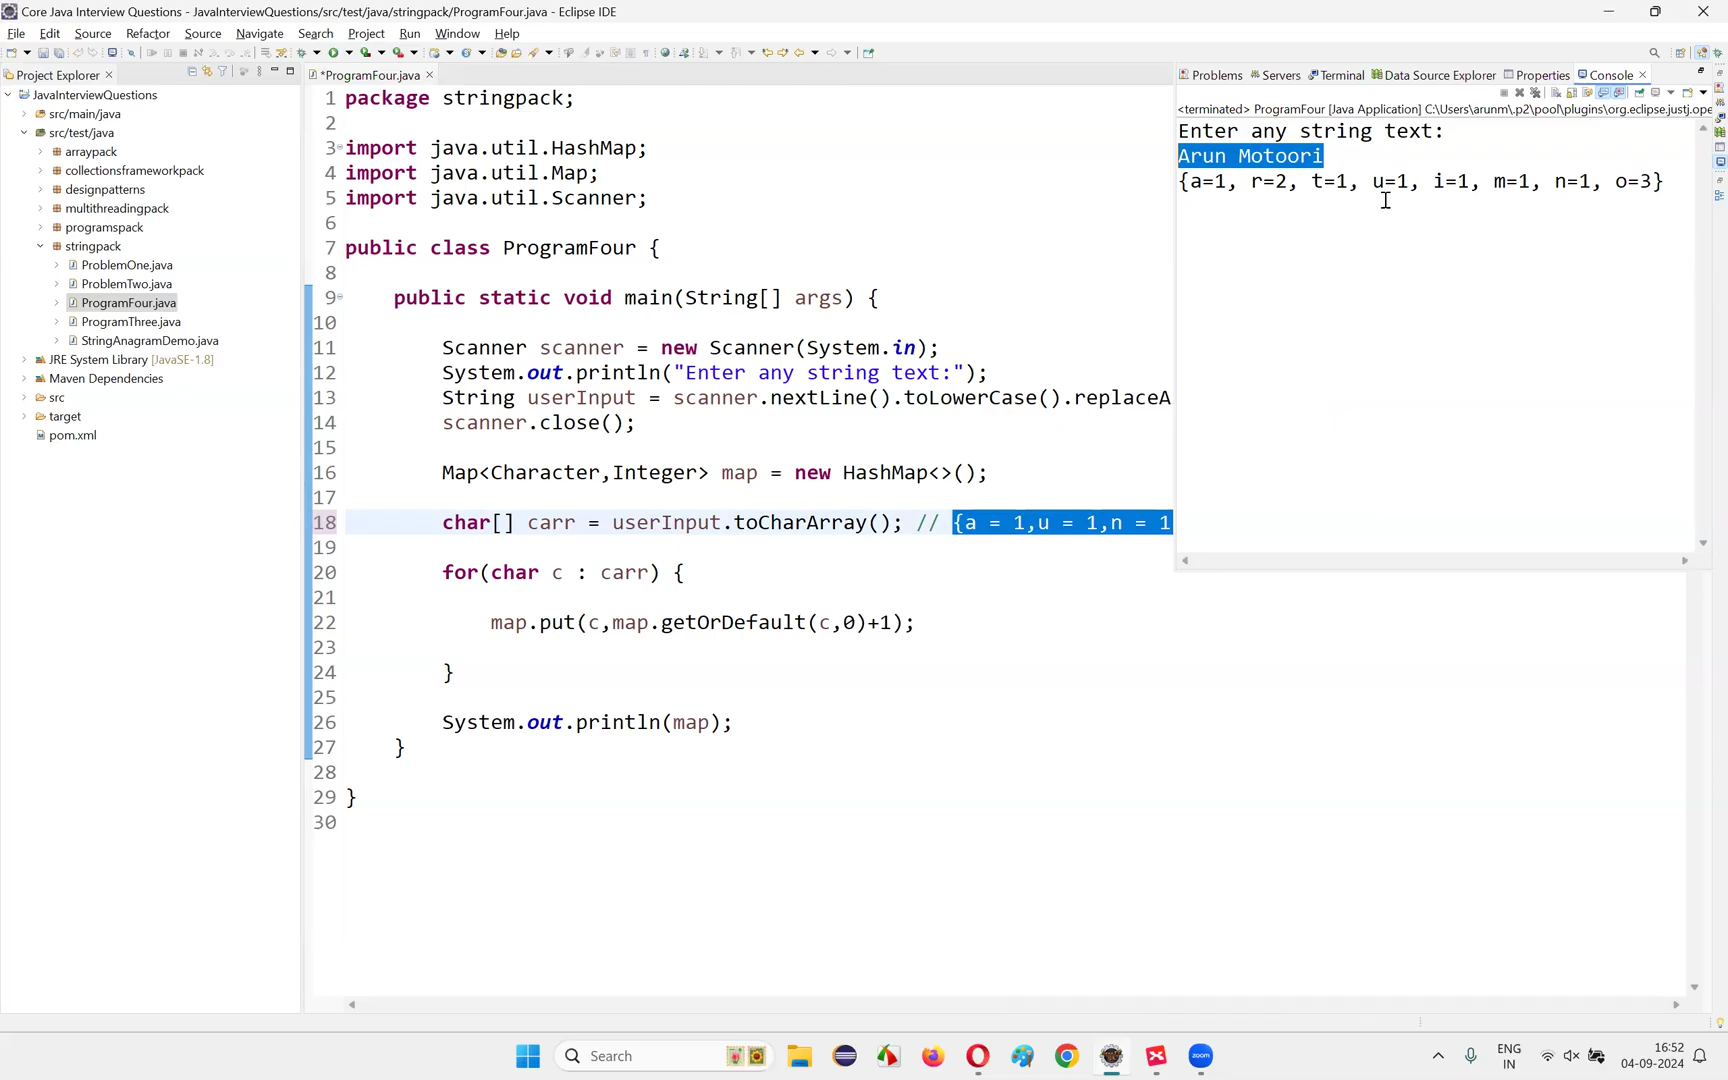 Core Java Interview Questions - JavaInterviewQuestions/src/test/java/stringpack/ProgramFour.java - Eclipse IDE
File Edit Source Refactor Source Navigate Search Project Run Window Help
Project Explorer
*ProgramFour.java
Problems Servers Terminal Data Source Explorer Properties Console
JavaInterviewQuestions
src/main/java
src/test/java
arraypack
collectionsframeworkpack
designpatterns
multithreadingpack
programspack
stringpack
ProblemOne.java
ProblemTwo.java
ProgramFour.java
ProgramThree.java
StringAnagramDemo.java
JRE System Library [JavaSE-1.8]
Maven Dependencies
src
target
pom.xml
1 package stringpack;
2
3 import java.util.HashMap;
4 import java.util.Map;
5 import java.util.Scanner;
6
7 public class ProgramFour {
8
9 public static void main(String[] args) {
10
11 Scanner scanner = new Scanner(System.in);
12 System.out.println("Enter any string text:");
13 String userInput = scanner.nextLine().toLowerCase().replaceA
14 scanner.close();
15
16 Map<Character,Integer> map = new HashMap<>();
17
18 char[] carr = userInput.toCharArray(); // {a = 1,u = 1,n = 1
19
20 for(char c : carr) {
21
22 map.put(c,map.getOrDefault(c,0)+1);
23
24 }
25
26 System.out.println(map);
27 }
28
29 }
30
<terminated> ProgramFour [Java Application] C:\Users\arunm\.p2\pool\plugins\org.eclipse.justj.ope
Enter any string text:
Arun Motoori
{a=1, r=2, t=1, u=1, i=1, m=1, n=1, o=3}
Search
zoom
ENG
IN
16:52
04-09-2024